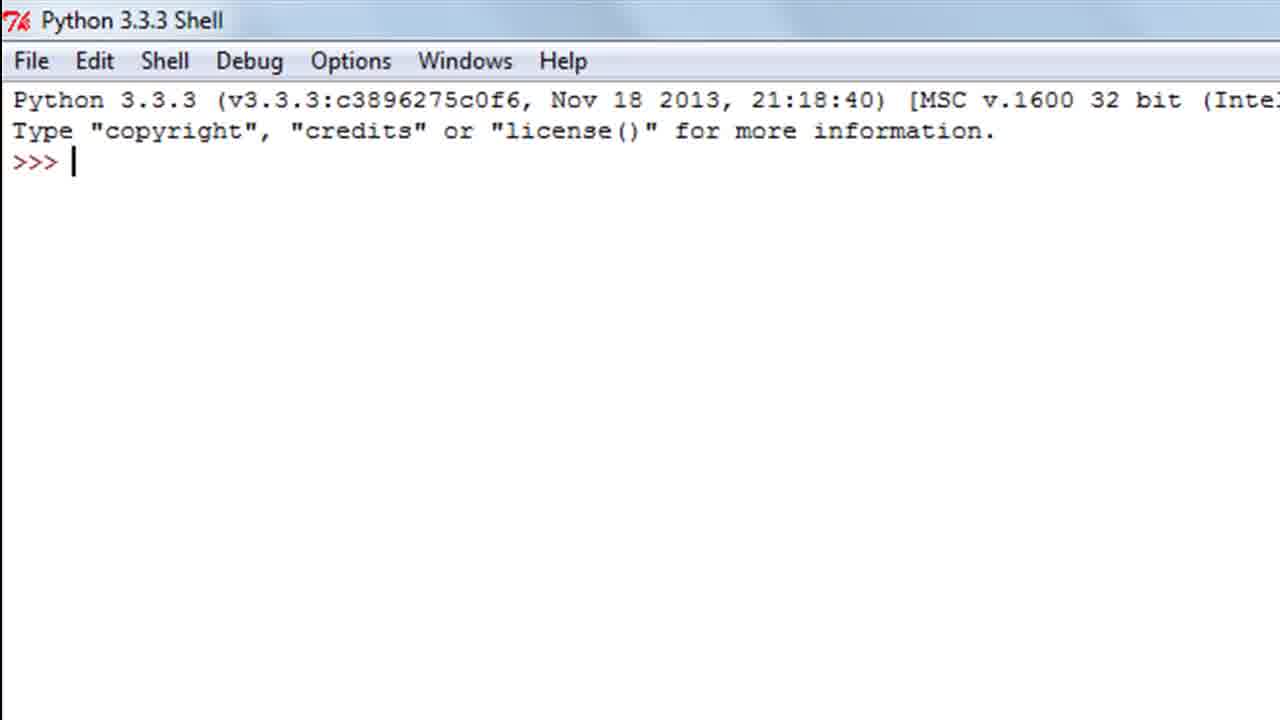 Python 3.3.3 Shell
File Edit Shell Debug Options Windows Help
Python 3.3.3 (v3.3.3:c3896275c0f6, Nov 18 2013, 21:18:40) [MSC v.1600 32 bit (Intel
Type "copyright", "credits" or "license()" for more information.
>>>